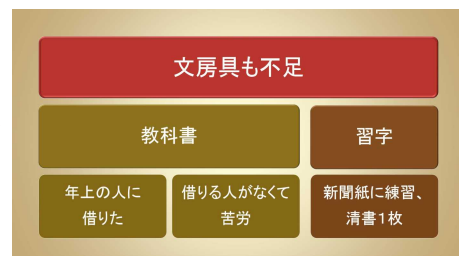 文房具も不足
教科書
習字
年上の人に
借りた
借りる人がなくて
苦労
新聞紙に練習、
清書1枚